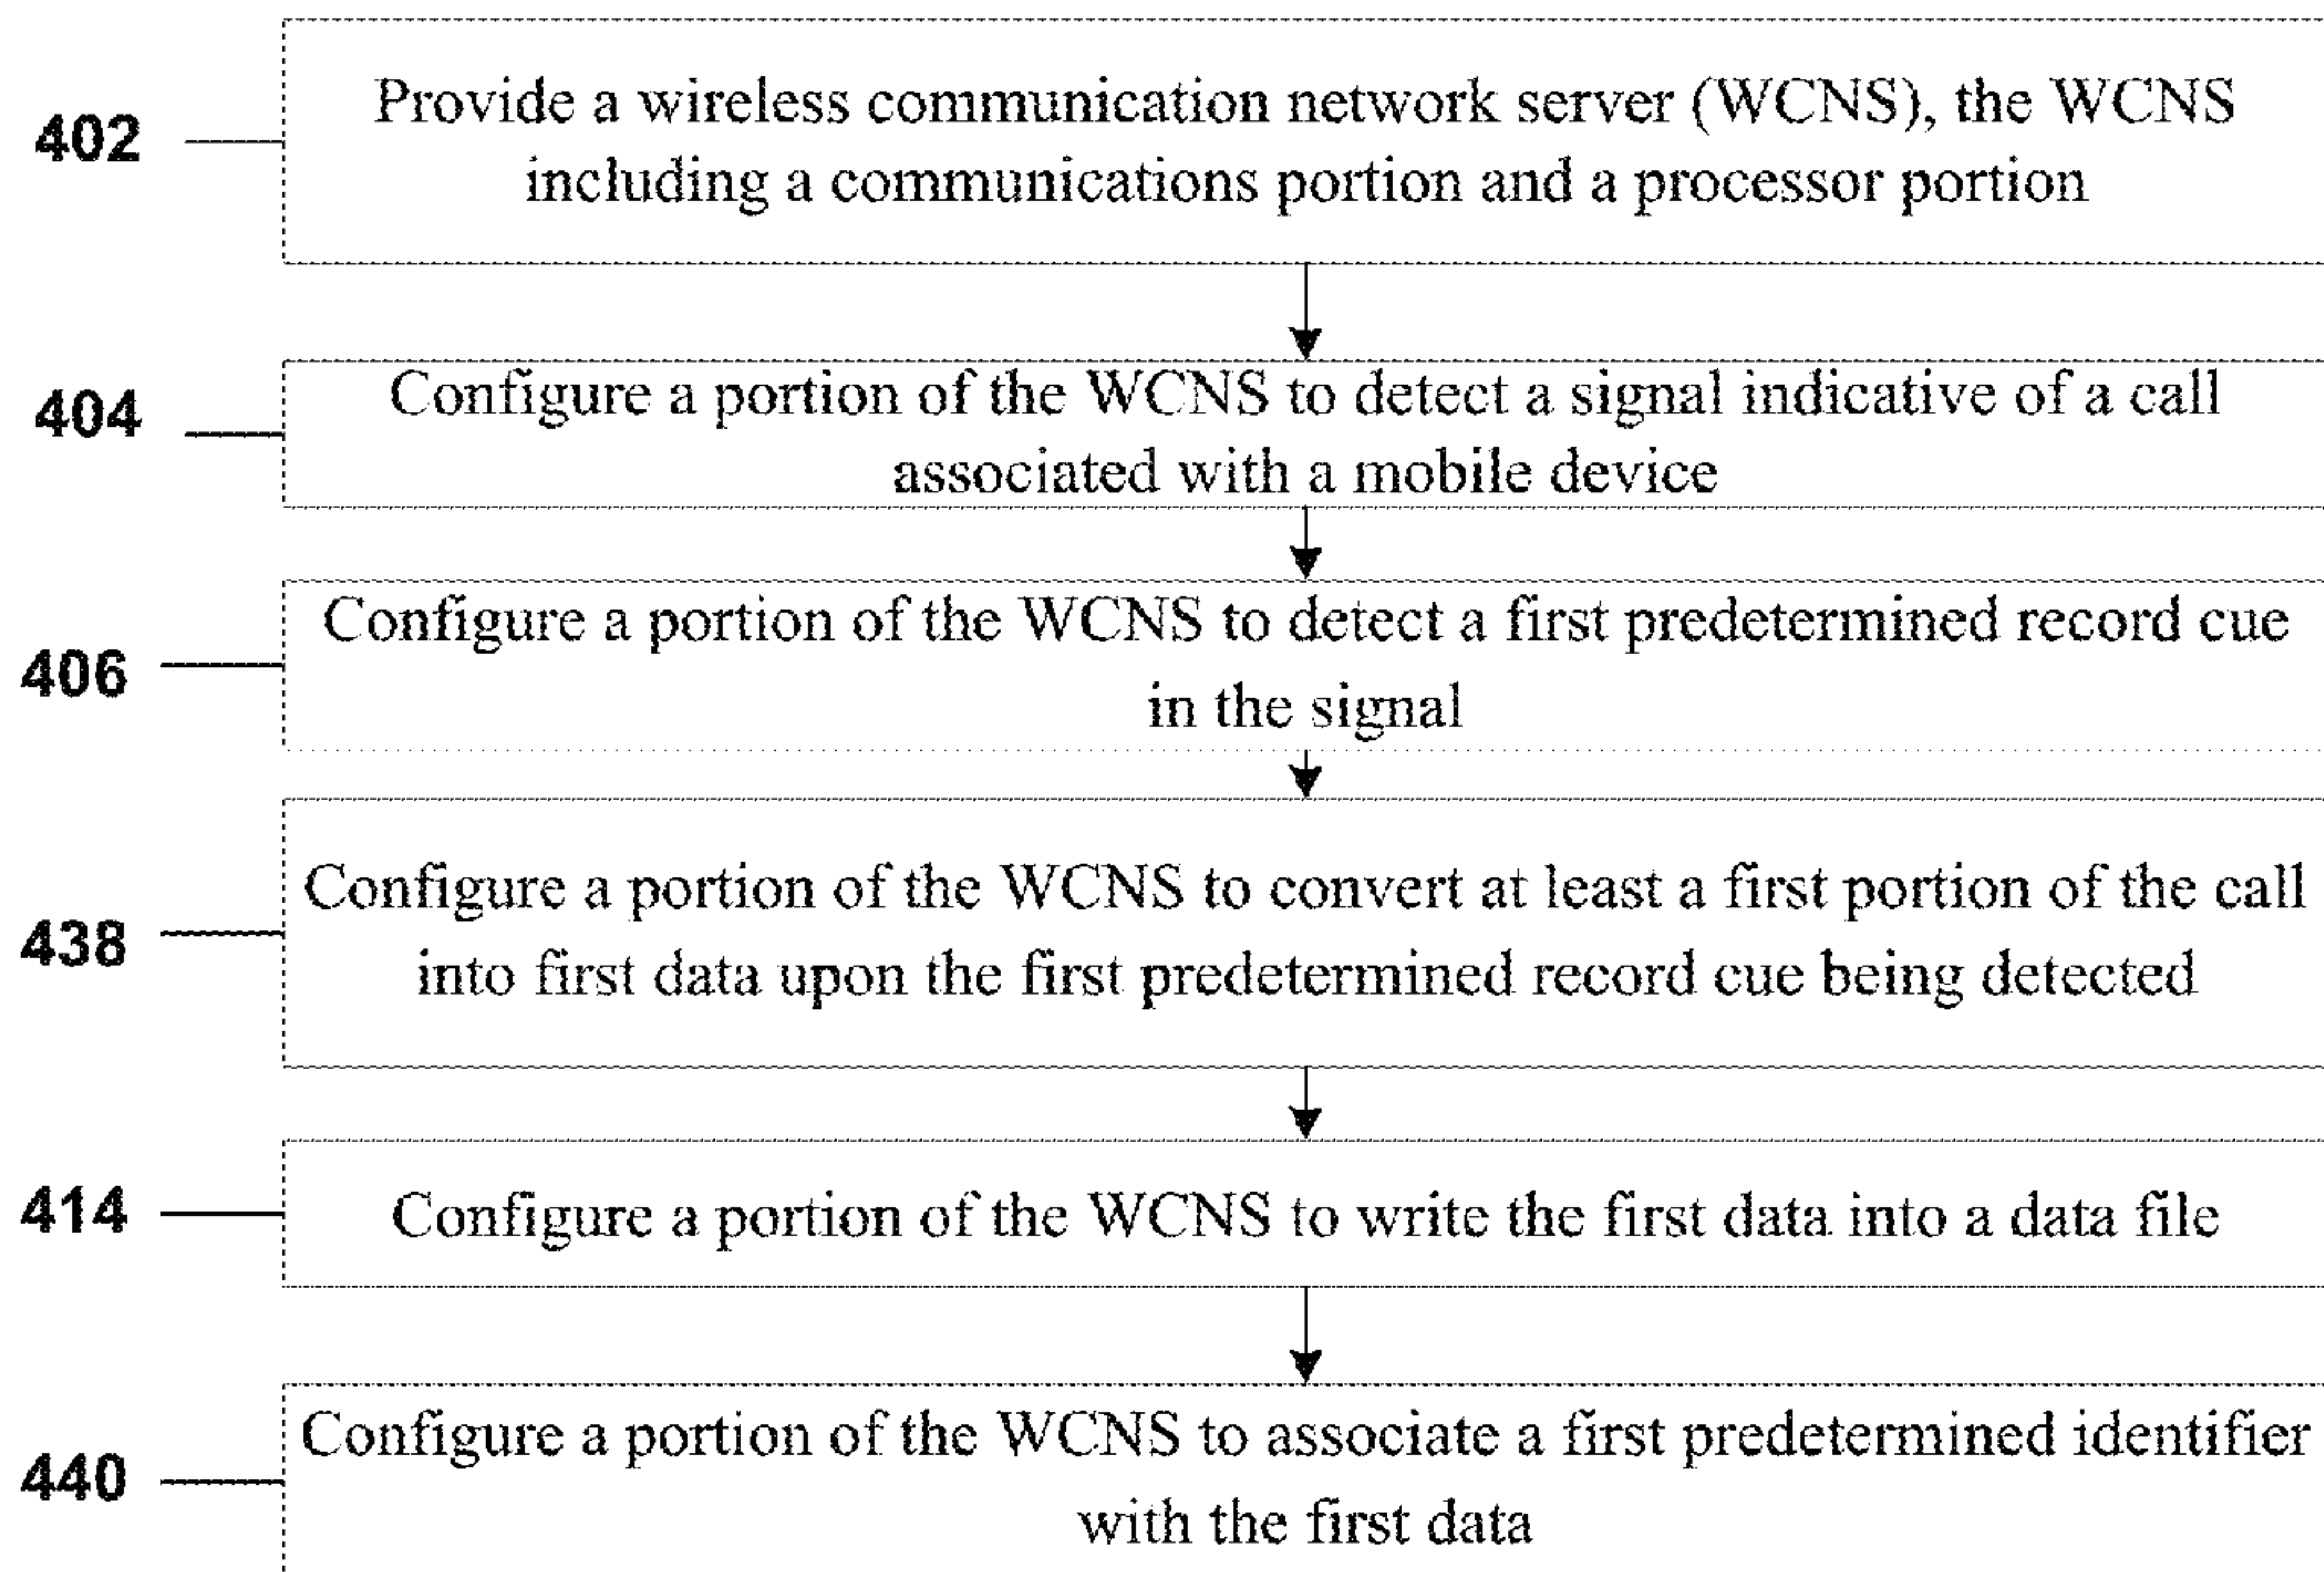 402
Provide a wireless communication network server (WCNS), the WCNS
including a communications portion and a processor portion
404
Configure a portion of the WCNS to detect a signal indicative of a call
associated with a mobile device
406
Configure a portion of the WCNS to detect a first predetermined record cue
in the signal
438
Configure a portion of the WCNS to convert at least a first portion of the call
into first data upon the first predetermined record cue being detected
414
Configure a portion of the WCNS to write the first data into a data file
440
Configure a portion of the WCNS to associate a first predetermined identifier
with the first data